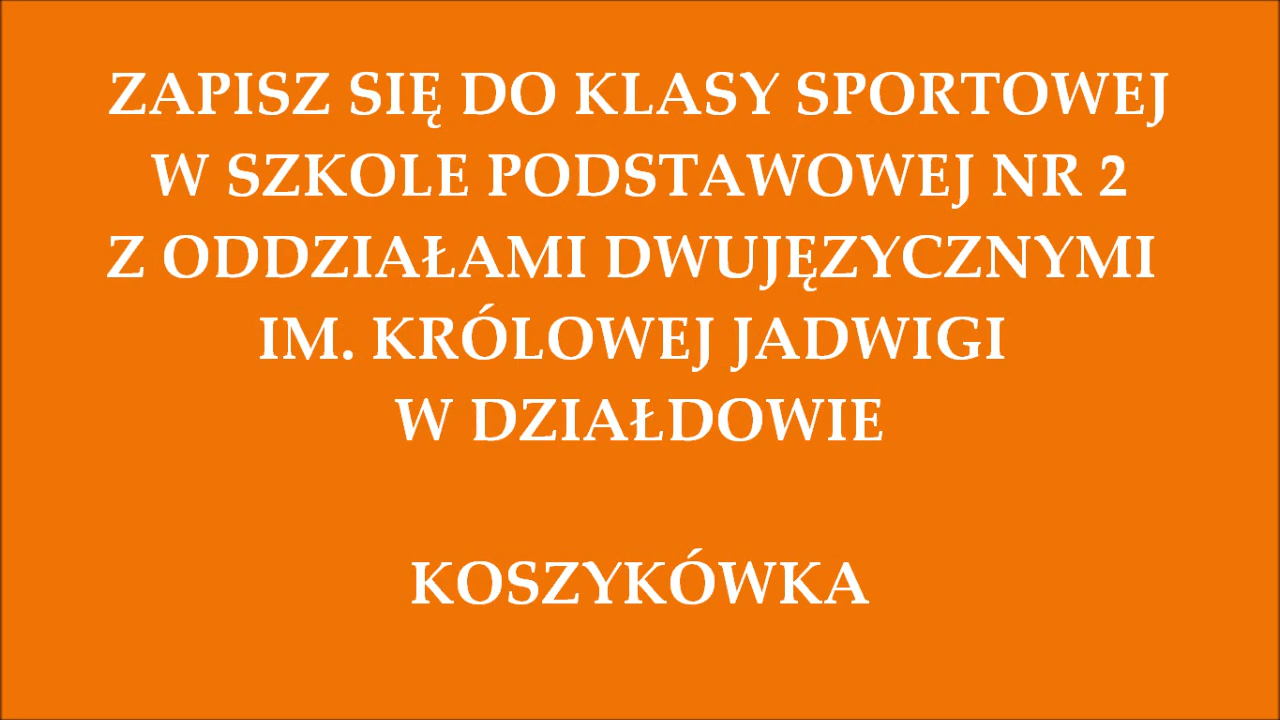 ZAPISZ SIĘ DO KLASY SPORTOWEJ
W SZKOLE PODSTAWOWEJ NR 2
Z ODDZIAŁAMI DWUJĘZYCZNYMI
IM. KRÓLOWEJ JADWIGI
W DZIAŁDOWIE
KOSZYKÓWKA